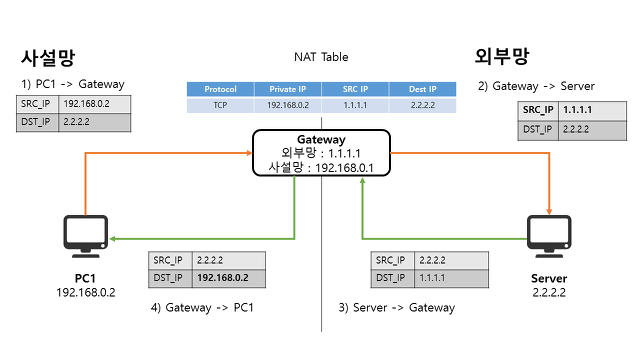 사설망
NAT Table
외부망
1) PC1 -> Gateway
SRC_IP 192.168.0.2
DST_IP 2.2.2.2
Protocol Private IP SRC IP Dest IP
TCP 192.168.0.2 1.1.1.1 2.2.2.2
2) Gateway -> Server
SRC_IP 1.1.1.1
DST_IP 2.2.2.2
Gateway
외부망 : 1.1.1.1
사설망 : 192.168.0.1
PC1
192.168.0.2
SRC_IP 2.2.2.2
DST_IP 192.168.0.2
4) Gateway -> PC1
SRC_IP 2.2.2.2
DST_IP 1.1.1.1
3) Server -> Gateway
Server
2.2.2.2